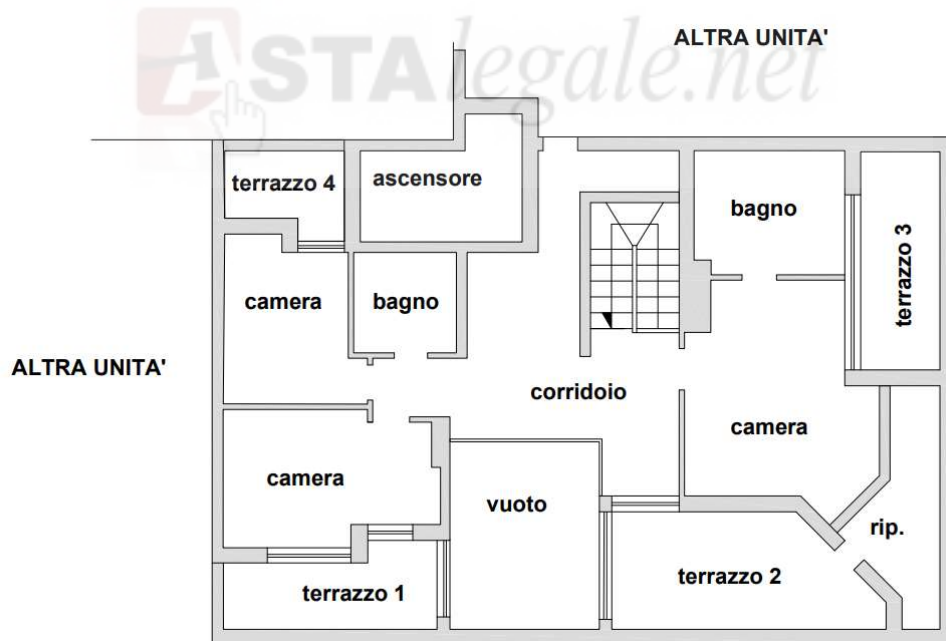 ASTAlegale.net
ALTRA UNITA'
terrazzo 4
ascensore
bagno
terrazzo 3
camera
bagno
ALTRA UNITA'
corridoio
camera
camera
vuoto
rip.
terrazzo 1
terrazzo 2